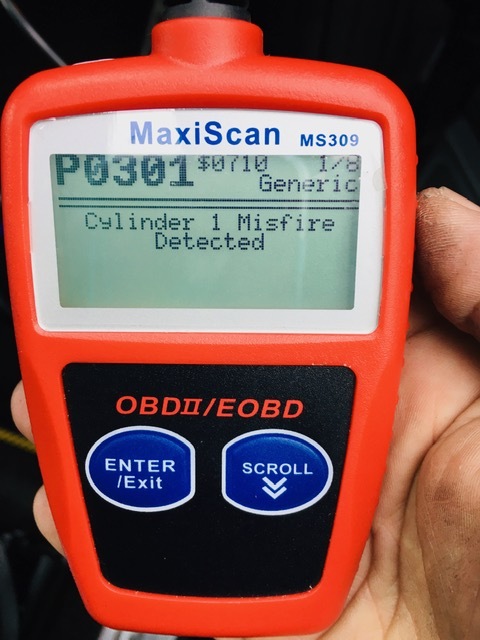 MaxiScan MS309
P0301 $0710 1/8
Generic
Cylinder 1 Misfire
Detected
OBDII/EOBD
ENTER
/Exit
SCROLL